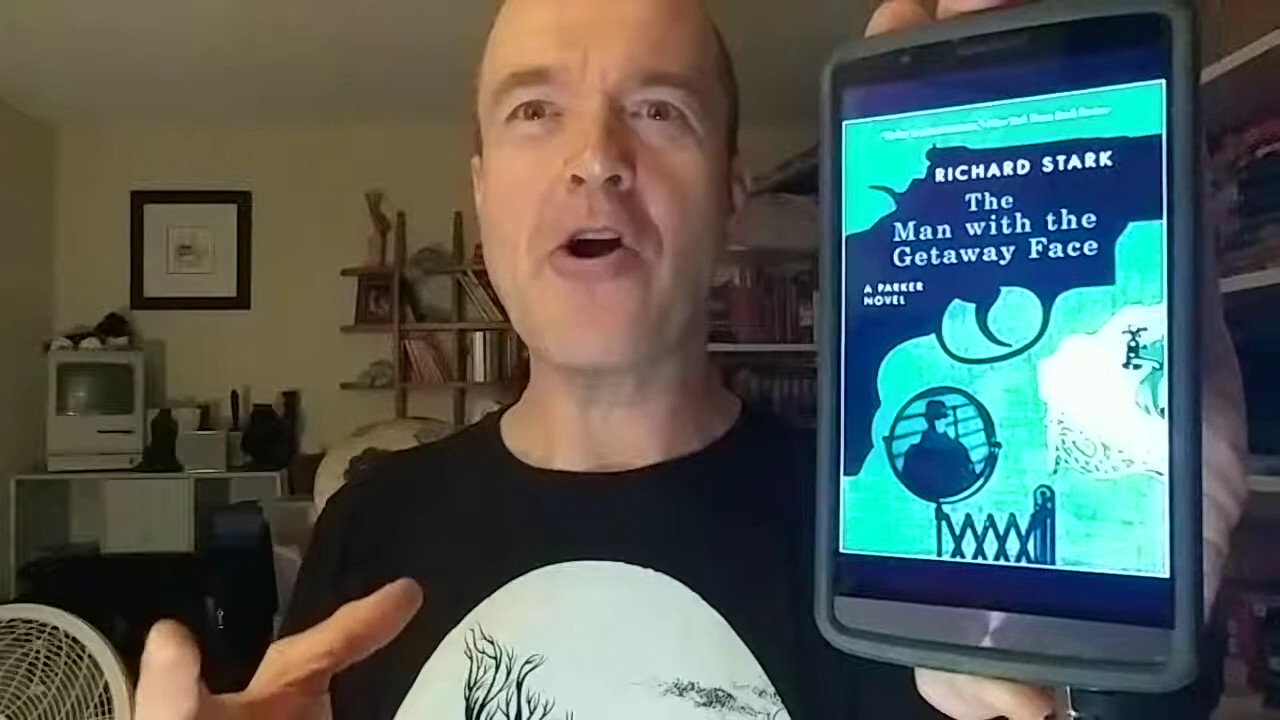 RICHARD STARK
The
Man with the
Getaway Face
A PARKER
NOVEL